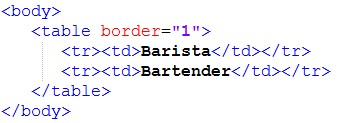 <body>
<table border="1">
<tr><td>Barista</td></tr>
<tr><td>Bartender</td></tr>
</table>
</body>